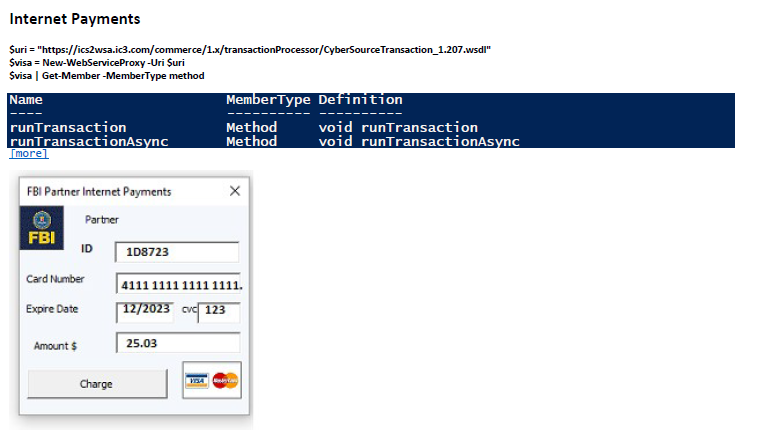 Internet Payments
$uri = "https://ics2wsa.ic3.com/commerce/1.x/transactionProcessor/CyberSourceTransaction_1.207.wsdl"
$visa = New-WebServiceProxy -Uri $uri
$visa | Get-Member -MemberType method
Name MemberType Definition
---- ---------- ----------
runTransaction Method void runTransaction
runTransactionAsync Method void runTransactionAsync
[more]
FBI Partner Internet Payments
Partner
FBI
ID 1D8723
Card Number 4111 1111 1111 1111.
Expire Date 12/2023 cvc 123
Amount $ 25.03
Charge VISA MasterCard